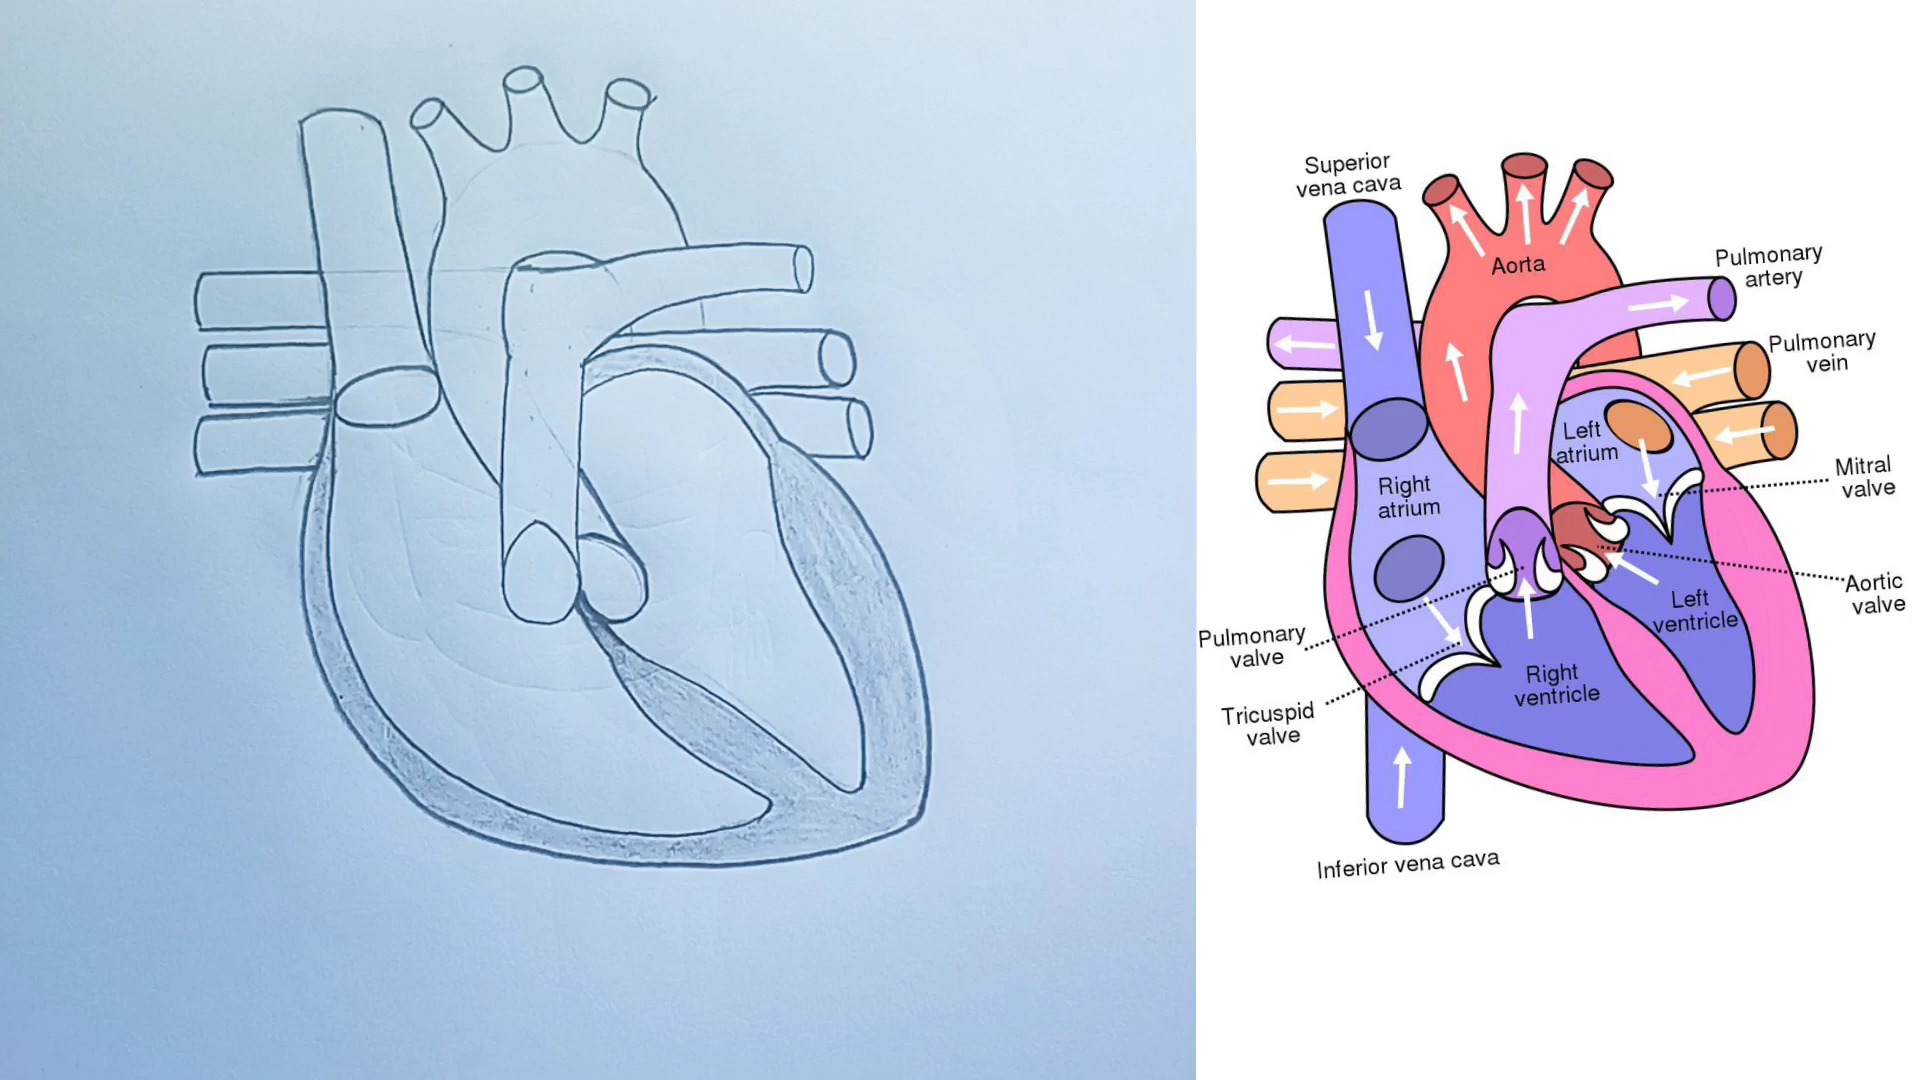 Superior
vena cava
Aorta
Pulmonary
artery
Pulmonary
vein
Left
atrium
Mitral
valve
Right
atrium
Aortic
valve
Left
ventricle
Pulmonary
valve
Right
ventricle
Tricuspid
valve
Inferior vena cava